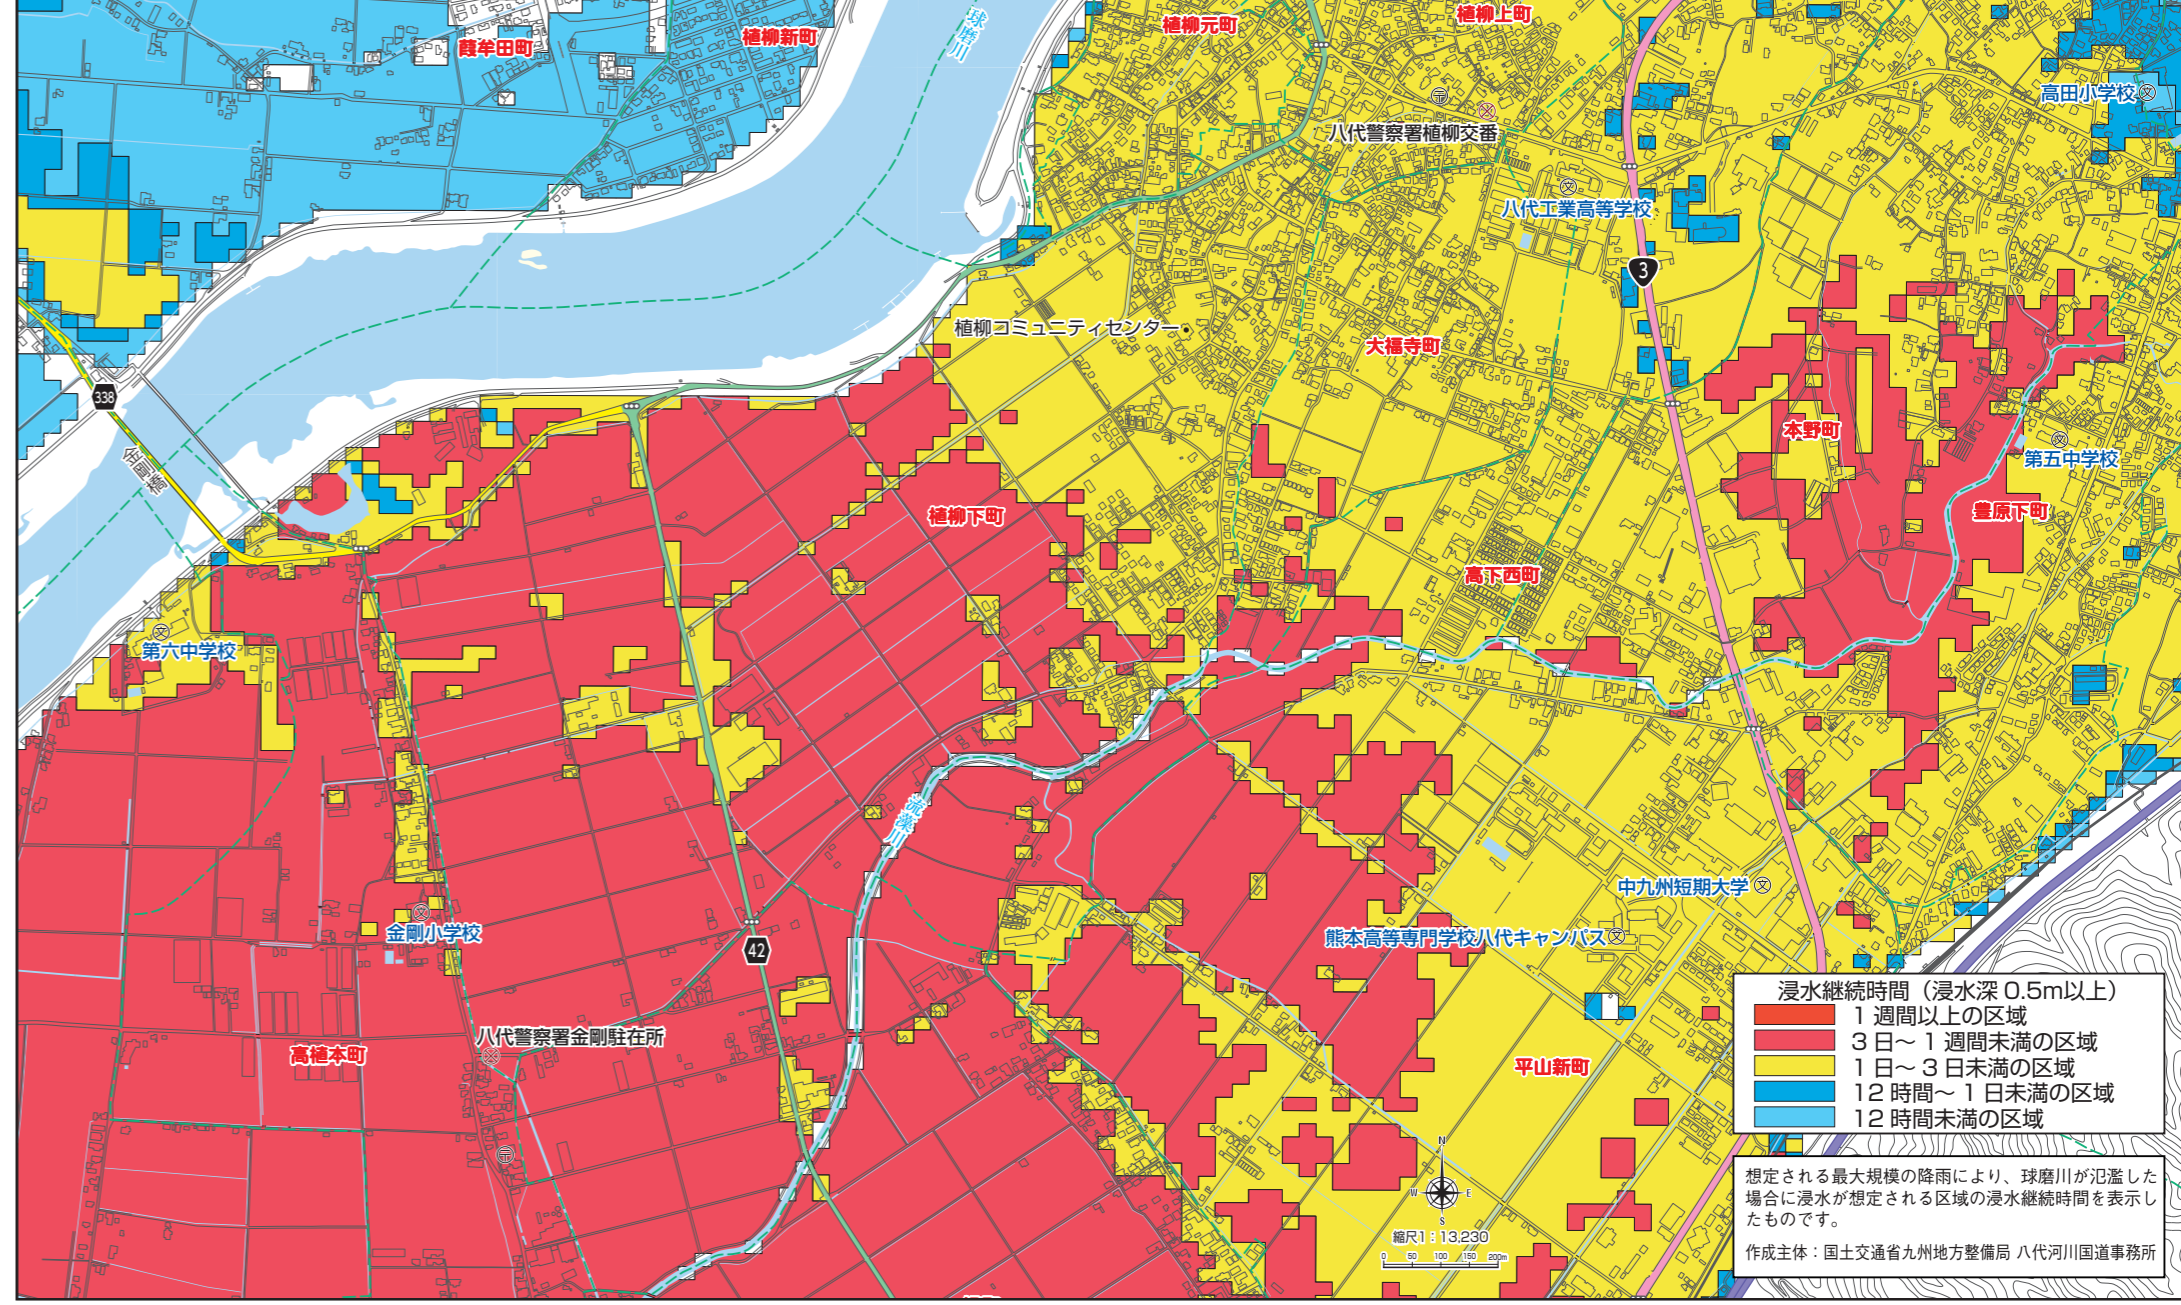 葭牟田町
植柳新町
球磨川
植柳元町
植柳上町
高田小学校
八代警察署植柳交番
八代工業高等学校
3
植柳コミュニティセンター
大福寺町
338
金剛橋
本野町
第五中学校
植柳下町
豊原下町
高下西町
第六中学校
流藻川
中九州短期大学
金剛小学校
42
熊本高等専門学校八代キャンパス
八代警察署金剛駐在所
高植本町
平山新町
浸水継続時間（浸水深 0.5m以上）
1 週間以上の区域
3 日〜 1 週間未満の区域
1 日〜 3 日未満の区域
12 時間〜 1 日未満の区域
12 時間未満の区域
N
W
E
S
縮尺1：13,230
0 50 100 150 200m
想定される最大規模の降雨により、球磨川が氾濫した
場合に浸水が想定される区域の浸水継続時間を表示し
たものです。
作成主体：国土交通省九州地方整備局 八代河川国道事務所